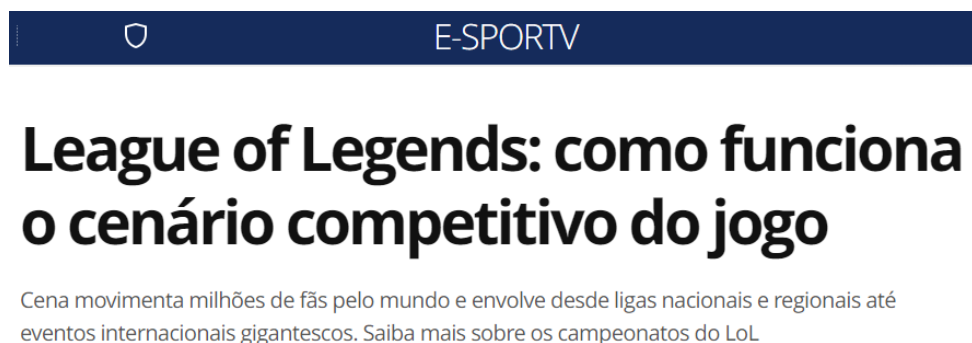 E-SPORTV
League of Legends: como funciona
o cenário competitivo do jogo
Cena movimenta milhões de fãs pelo mundo e envolve desde ligas nacionais e regionais até
eventos internacionais gigantescos. Saiba mais sobre os campeonatos do LoL